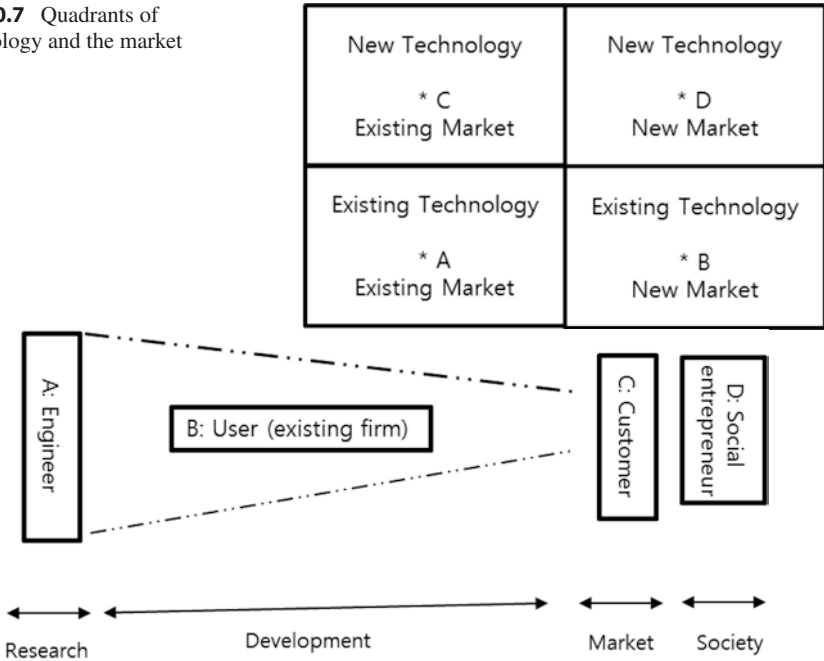 0.7 Quadrants of
ology and the market
New Technology
* C
Existing Market
New Technology
* D
New Market
Existing Technology
* A
Existing Market
Existing Technology
* B
New Market
A: Engineer
B: User (existing firm)
C: Customer
D: Social
entrepreneur
Research
Development
Market
Society